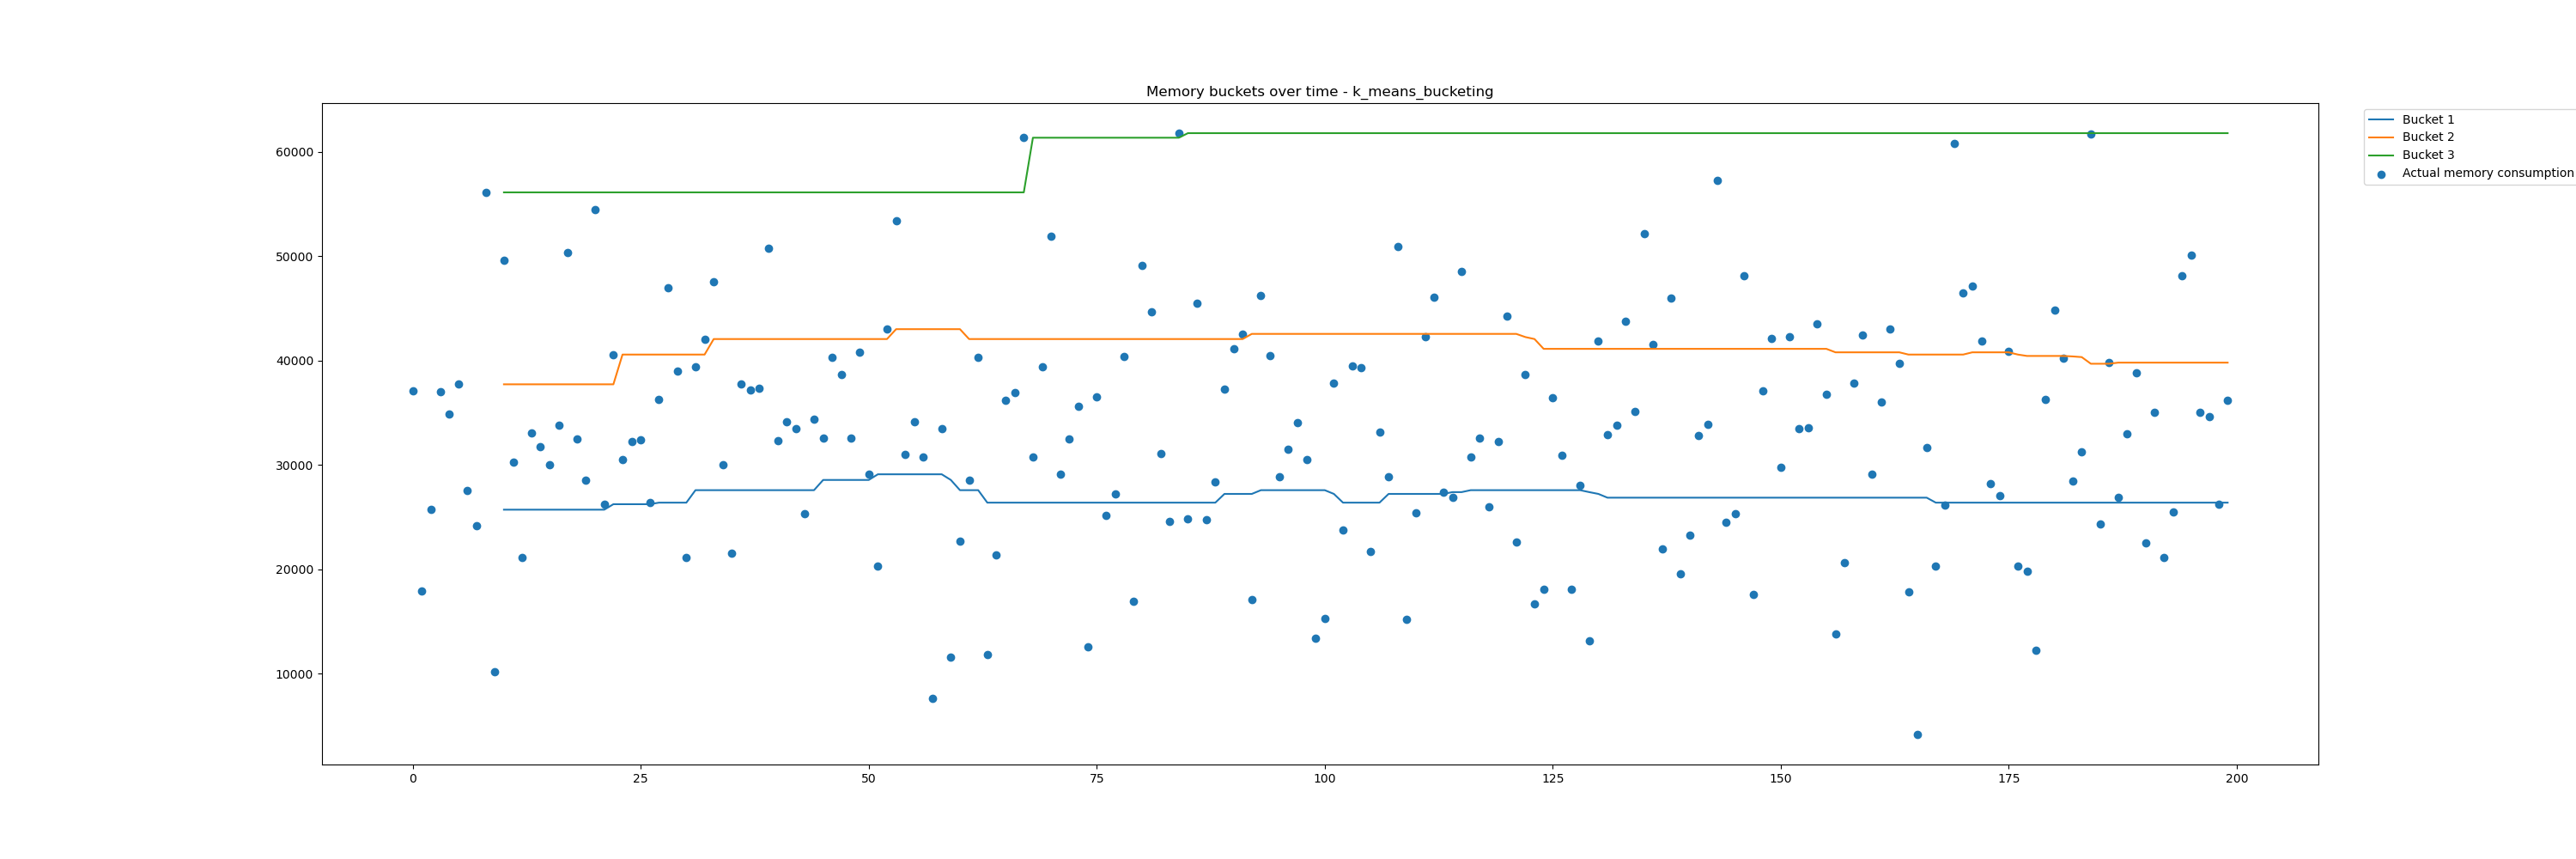 Memory buckets over time - k_means_bucketing
Bucket 1
Bucket 2
Bucket 3
Actual memory consumption
60000
50000
40000
30000
20000
10000
0 25 50 75 100 125 150 175 200